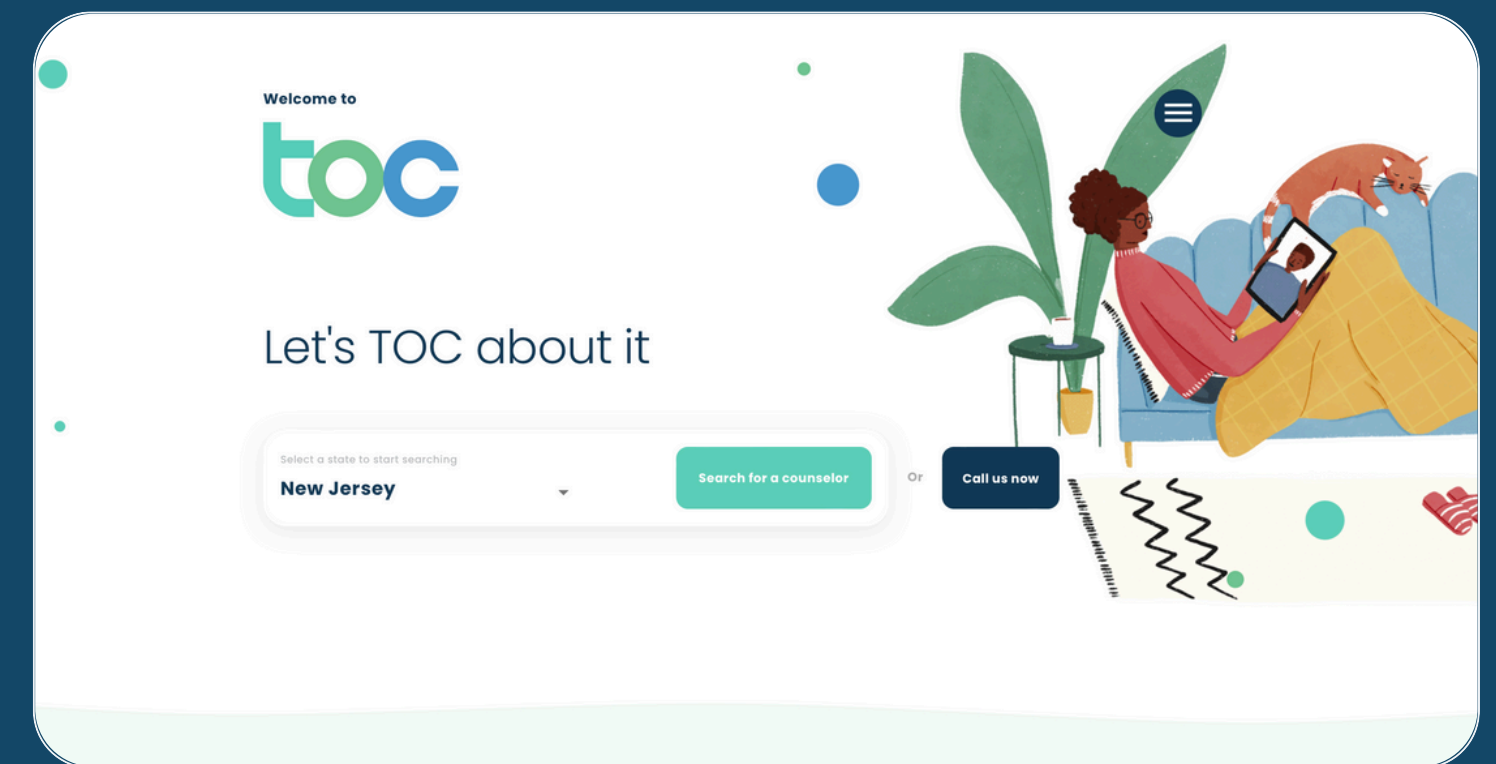 Welcome to
toc
Let's TOC about it
Select a state to start searching
New Jersey
Search for a counselor
Or
Call us now